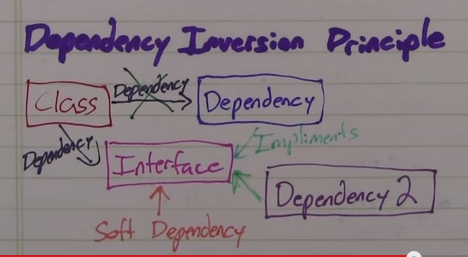 Dependency Inversion Principle
Class
Dependency
Dependency
Dependency
Interface
Impliments
Dependency 2
Soft Dependency